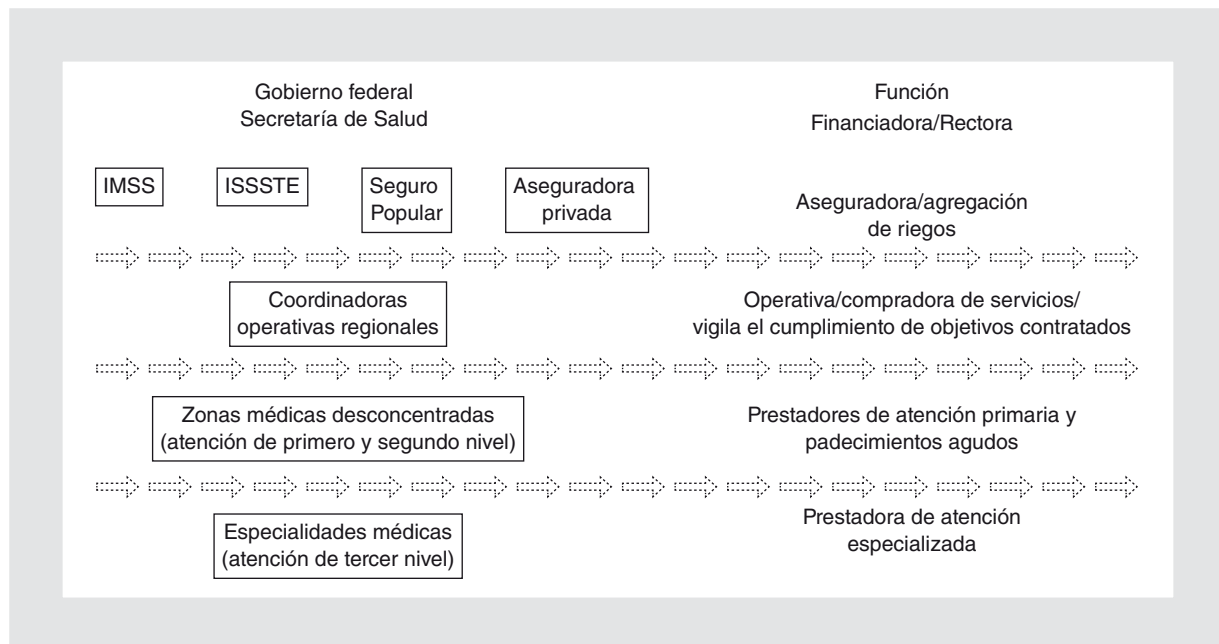 Gobierno federal
Secretaría de Salud
Función
Financiadora/Rectora
IMSS
ISSSTE
Seguro
Popular
Aseguradora
privada
Aseguradora/agregación
de riegos
Coordinadoras
operativas regionales
Operativa/compradora de servicios/
vigila el cumplimiento de objetivos contratados
Zonas médicas desconcentradas
(atención de primero y segundo nivel)
Prestadores de atención primaria y
padecimientos agudos
Especialidades médicas
(atención de tercer nivel)
Prestadora de atención
especializada